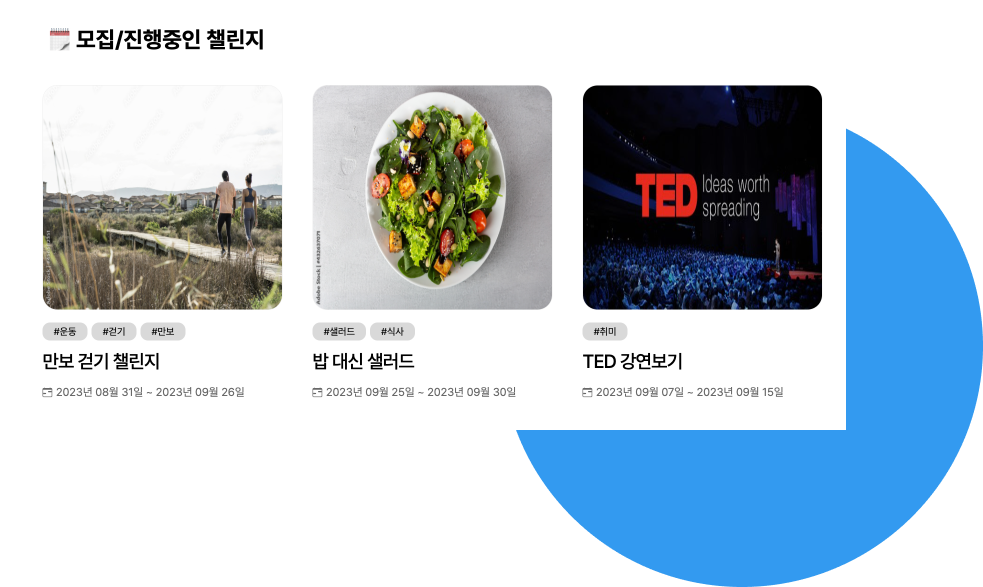 모집/진행중인 챌린지
TED Ideas worth
spreading
Adobe Stock | #632637079
#운동 #걷기 #만보
#샐러드 #식사
#취미
만보 걷기 챌린지
밥 대신 샐러드
TED 강연보기
2023년 08월 31일 ~ 2023년 09월 26일
2023년 09월 25일 ~ 2023년 09월 30일
2023년 09월 07일 ~ 2023년 09월 15일